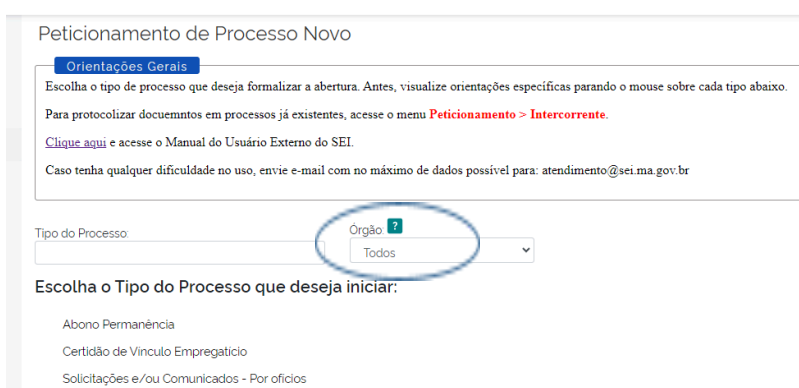 Peticionamento de Processo Novo
Orientações Gerais
Escolha o tipo de processo que deseja formalizar a abertura. Antes, visualize orientações específicas parando o mouse sobre cada tipo abaixo.
Para protocolizar docuemntos em processos já existentes, acesse o menu Peticionamento > Intercorrente.
Clique aqui e acesse o Manual do Usuário Externo do SEI.
Caso tenha qualquer dificuldade no uso, envie e-mail com no máximo de dados possível para: atendimento@sei.ma.gov.br
Tipo do Processo: Órgão: ?
Todos
Escolha o Tipo do Processo que deseja iniciar:
Abono Permanência
Certidão de Vinculo Empregatício
Solicitações e/ou Comunicados - Por ofícios